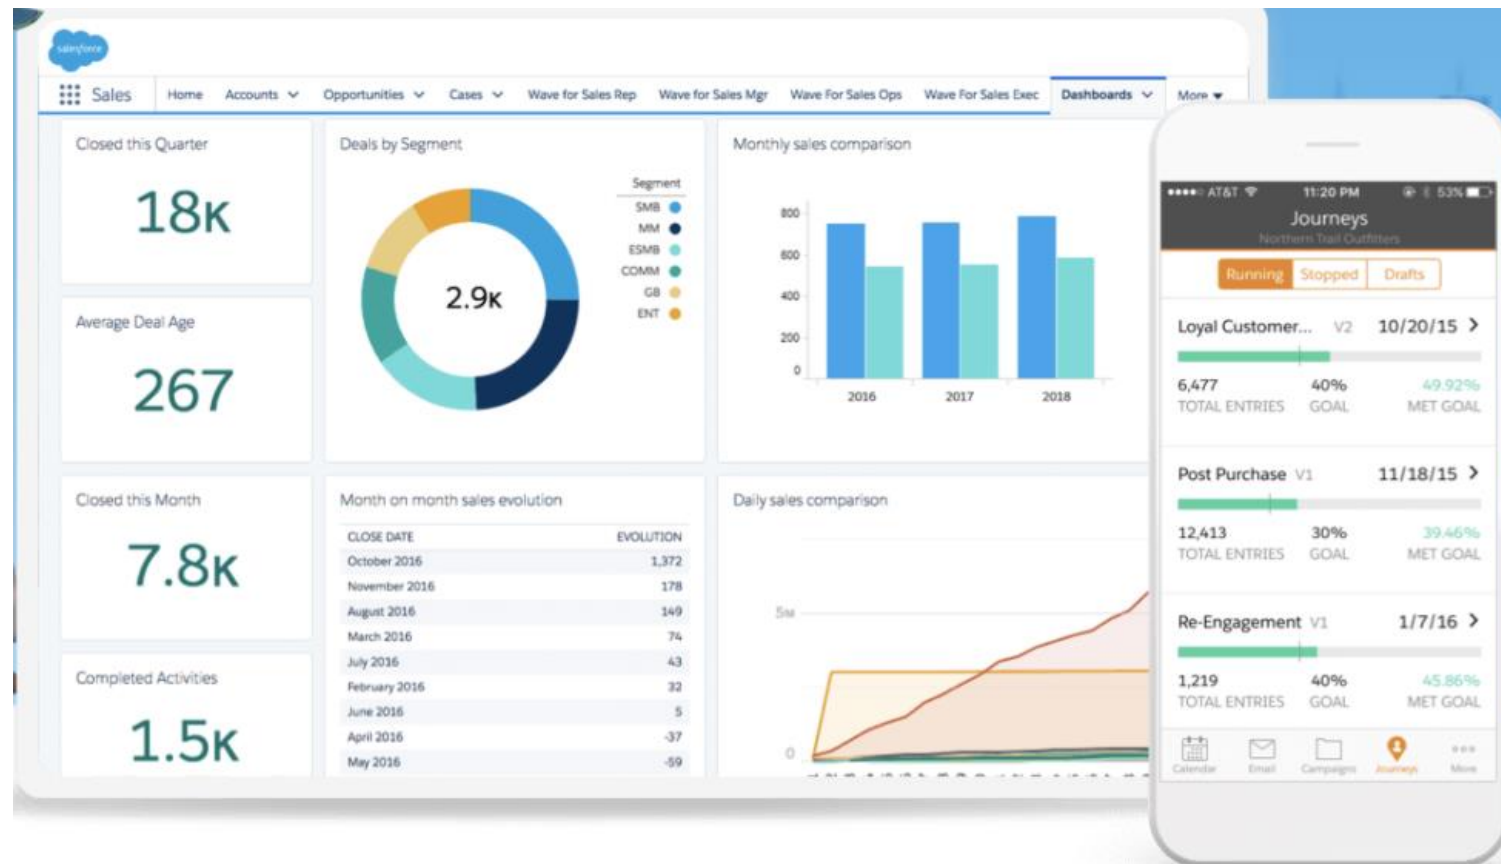 salesforce
Sales Home Accounts Opportunities Cases Wave for Sales Rep Wave for Sales Mgr Wave For Sales Ops Wave For Sales Exec Dashboards More
Closed this Quarter
18K
Average Deal Age
267
Closed this Month
7.8K
Completed Activities
1.5K
Deals by Segment
2.9K
Segment
SMB
MM
ESMB
COMM
GB
ENT
Monthly sales comparison
800
600
400
200
0
2016 2017 2018
Month on month sales evolution
CLOSE DATE EVOLUTION
October 2016 1,372
November 2016 178
August 2016 149
March 2016 74
July 2016 43
February 2016 32
June 2016 5
April 2016 -37
May 2016 -59
Daily sales comparison
5M
0
AT&T 11:20 PM 53%
Journeys
Northern Trail Outfitters
Running Stopped Drafts
Loyal Customer... V2 10/20/15
6,477 40% 49.92%
TOTAL ENTRIES GOAL MET GOAL
Post Purchase V1 11/18/15
12,413 30% 39.46%
TOTAL ENTRIES GOAL MET GOAL
Re-Engagement V1 1/7/16
1,219 40% 45.86%
TOTAL ENTRIES GOAL MET GOAL
Calendar Email Campaigns Journeys More